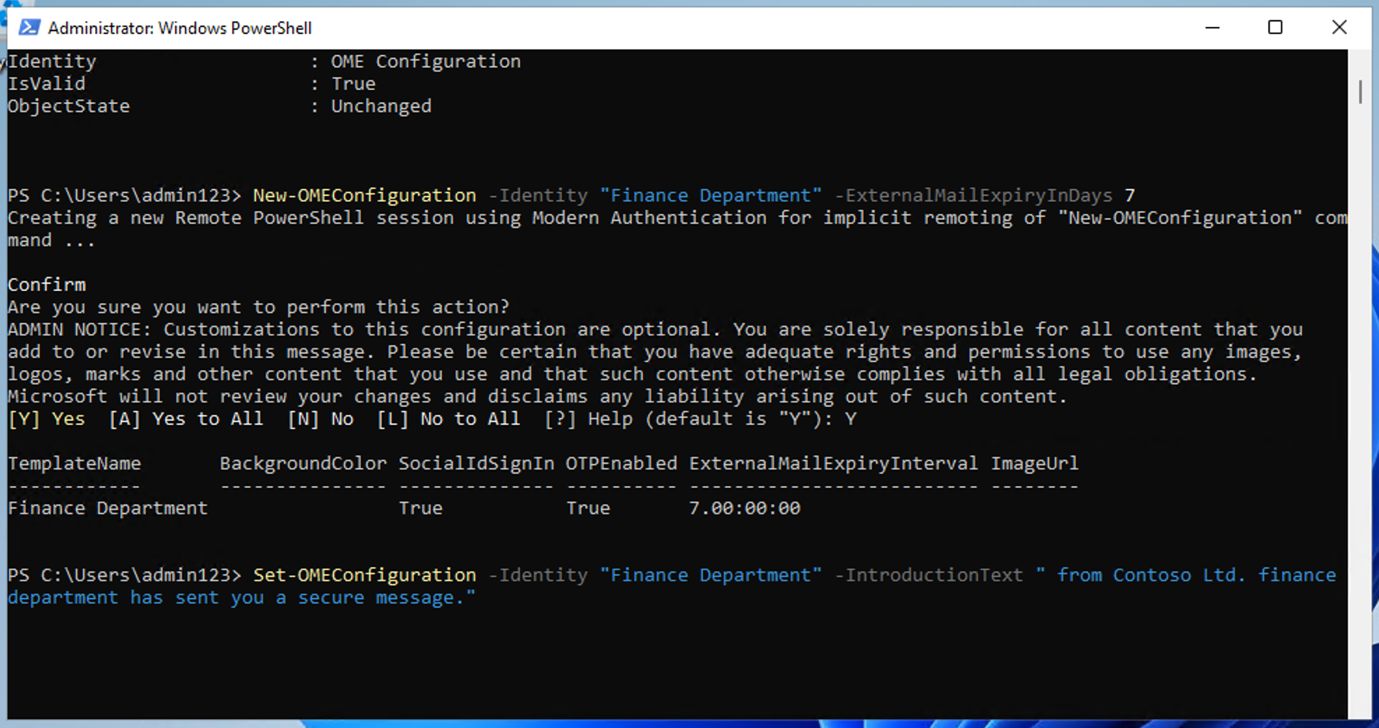 Administrator: Windows PowerShell
Identity : OME Configuration
IsValid : True
ObjectState : Unchanged
PS C:\Users\admin123> New-OMEConfiguration -Identity "Finance Department" -ExternalMailExpiryInDays 7
Creating a new Remote PowerShell session using Modern Authentication for implicit remoting of "New-OMEConfiguration" com
mand ...
Confirm
Are you sure you want to perform this action?
ADMIN NOTICE: Customizations to this configuration are optional. You are solely responsible for all content that you
add to or revise in this message. Please be certain that you have adequate rights and permissions to use any images,
logos, marks and other content that you use and that such content otherwise complies with all legal obligations.
Microsoft will not review your changes and disclaims any liability arising out of such content.
[Y] Yes [A] Yes to All [N] No [L] No to All [?] Help (default is "Y"): Y
TemplateName BackgroundColor SocialIdSignIn OTPEnabled ExternalMailExpiryInterval ImageUrl
------------ --------------- -------------- ---------- -------------------------- --------
Finance Department True True 7.00:00:00
PS C:\Users\admin123> Set-OMEConfiguration -Identity "Finance Department" -IntroductionText " from Contoso Ltd. finance
department has sent you a secure message."